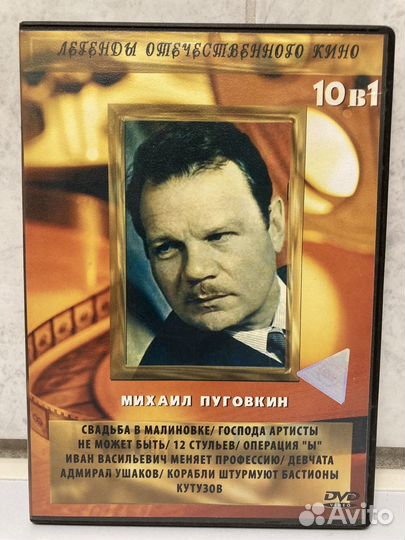 ЛЕГЕНДЫ ОТЕЧЕСТВЕННОГО КИНО
10 в 1
МИХАИЛ ПУГОВКИН
СВАДЬБА В МАЛИНОВКЕ/ ГОСПОДА АРТИСТЫ
НЕ МОЖЕТ БЫТЬ/ 12 СТУЛЬЕВ/ ОПЕРАЦИЯ "Ы"
ИВАН ВАСИЛЬЕВИЧ МЕНЯЕТ ПРОФЕССИЮ/ ДЕВЧАТА
АДМИРАЛ УШАКОВ/ КОРАБЛИ ШТУРМУЮТ БАСТИОНЫ
КУТУЗОВ
DVD
VIDEO
Avito